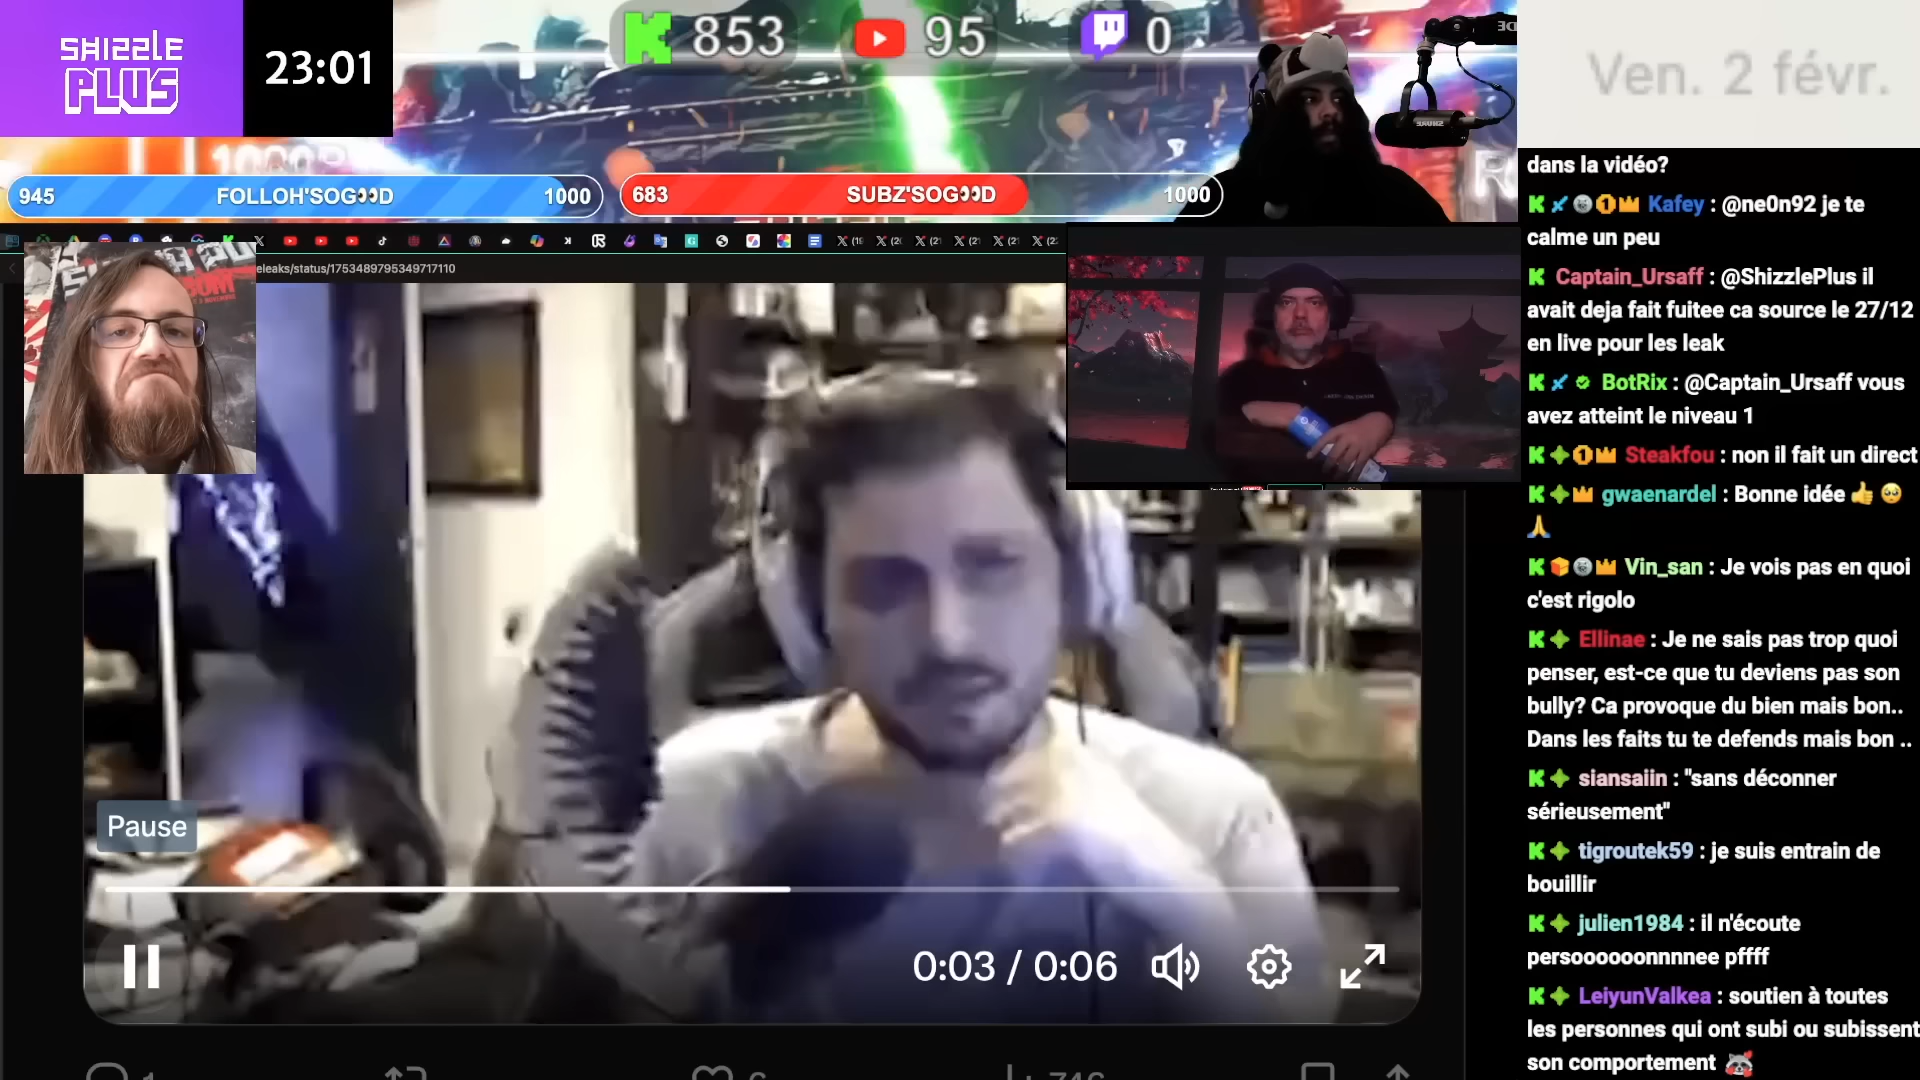 SHIZZLE
PLUS
23:01
853
95
0
Ven. 2 févr.
945
FOLLOH'SOG👀D
1000
683
SUBZ'SOG👀D
1000
eleaks/status/1753489795349717110
Pause
0:03 / 0:06
dans la vidéo?
Kafey : @ne0n92 je te
calme un peu
Captain_Ursaff : @ShizzlePlus il
avait deja fait fuitee ca source le 27/12
en live pour les leak
BotRix : @Captain_Ursaff vous
avez atteint le niveau 1
Steakfou : non il fait un direct
gwaenardel : Bonne idée 👍 🥺
🙏
Vin_san : Je vois pas en quoi
c'est rigolo
Ellinae : Je ne sais pas trop quoi
penser, est-ce que tu deviens pas son
bully? Ca provoque du bien mais bon..
Dans les faits tu te defends mais bon ..
siansaiin : "sans déconner
sérieusement"
tigroutek59 : je suis entrain de
bouillir
julien1984 : il n'écoute
persoooooonnnnee pffff
LeiyunValkea : soutien à toutes
les personnes qui ont subi ou subissent
son comportement